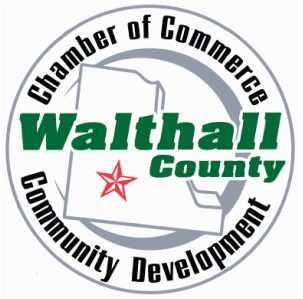 Chamber of Commerce
Walthall
County
Community Development